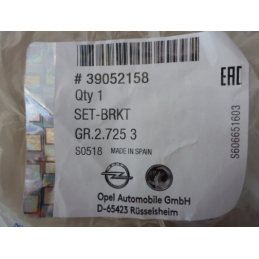 # 39052158
Qty 1
SET-BRKT
GR.2.725 3
S0518 MADE IN SPAIN
Opel Automobile GmbH
D-65423 Rüsselsheim
EAC
S606651603